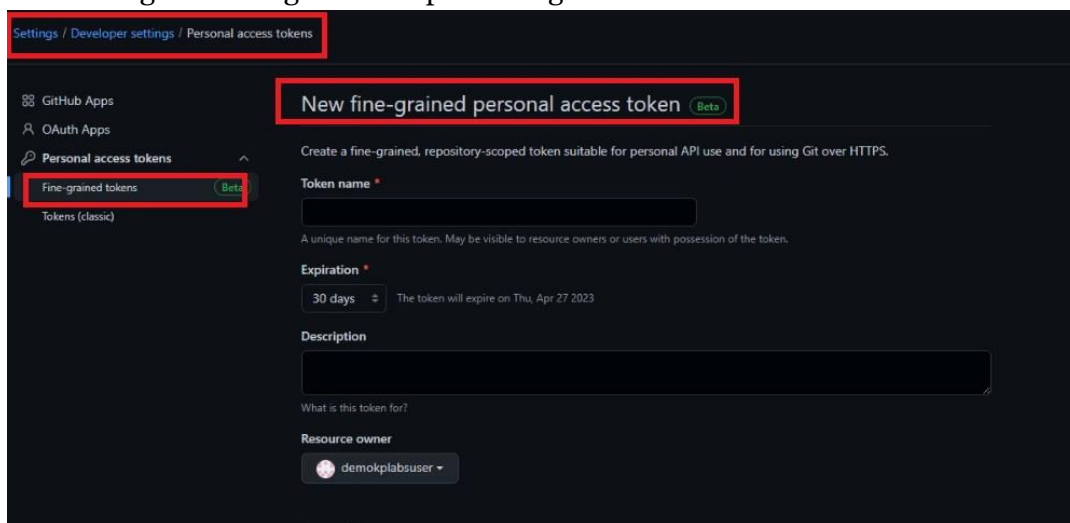 Settings / Developer settings / Personal access tokens
GitHub Apps
OAuth Apps
Personal access tokens
Fine-grained tokens Beta
Tokens (classic)
New fine-grained personal access token Beta
Create a fine-grained, repository-scoped token suitable for personal API use and for using Git over HTTPS.
Token name *
A unique name for this token. May be visible to resource owners or users with possession of the token.
Expiration *
30 days The token will expire on Thu, Apr 27 2023
Description
What is this token for?
Resource owner
demokplabsuser